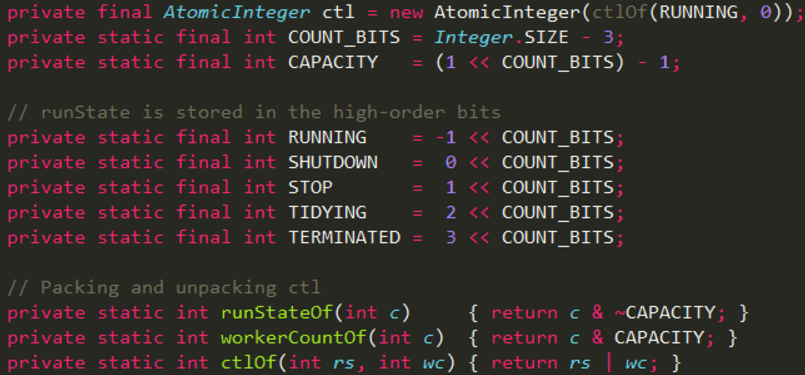 private final AtomicInteger ctl = new AtomicInteger(ctlOf(RUNNING, 0));
private static final int COUNT_BITS = Integer.SIZE - 3;
private static final int CAPACITY   = (1 << COUNT_BITS) - 1;

// runState is stored in the high-order bits
private static final int RUNNING    = -1 << COUNT_BITS;
private static final int SHUTDOWN   =  0 << COUNT_BITS;
private static final int STOP       =  1 << COUNT_BITS;
private static final int TIDYING    =  2 << COUNT_BITS;
private static final int TERMINATED =  3 << COUNT_BITS;

// Packing and unpacking ctl
private static int runStateOf(int c)     { return c & ~CAPACITY; }
private static int workerCountOf(int c)  { return c & CAPACITY; }
private static int ctlOf(int rs, int wc) { return rs | wc; }